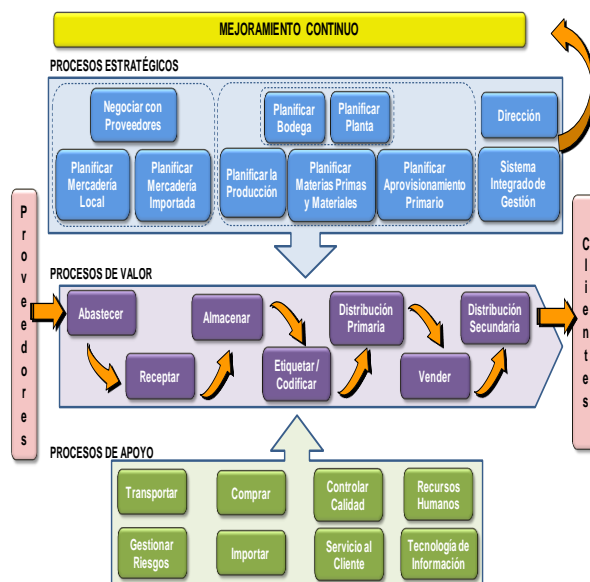 MEJORAMIENTO CONTINUO
PROCESOS ESTRATÉGICOS
Negociar con
Proveedores
Planificar
Bodega
Planificar
Planta
Dirección
Planificar
Mercadería
Local
Planificar
Mercadería
Importada
Planificar la
Producción
Planificar
Materias Primas
y Materiales
Planificar
Aprovisionamiento
Primario
Sistema
Integrado de
Gestión
Proveedores
Clientes
PROCESOS DE VALOR
Abastecer
Receptar
Almacenar
Etiquetar /
Codificar
Distribución
Primaria
Vender
Distribución
Secundaria
PROCESOS DE APOYO
Transportar
Comprar
Controlar
Calidad
Recursos
Humanos
Gestionar
Riesgos
Importar
Servicio al
Cliente
Tecnología de
Información